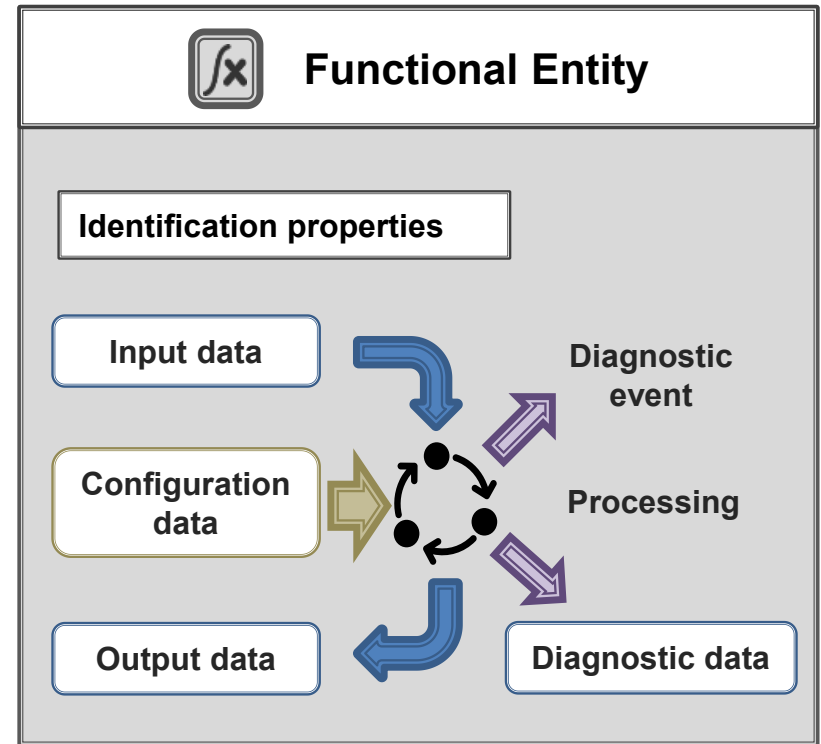 ∫x
Functional Entity
Identification properties
Input data
Diagnostic
event
Configuration
data
Processing
Output data
Diagnostic data